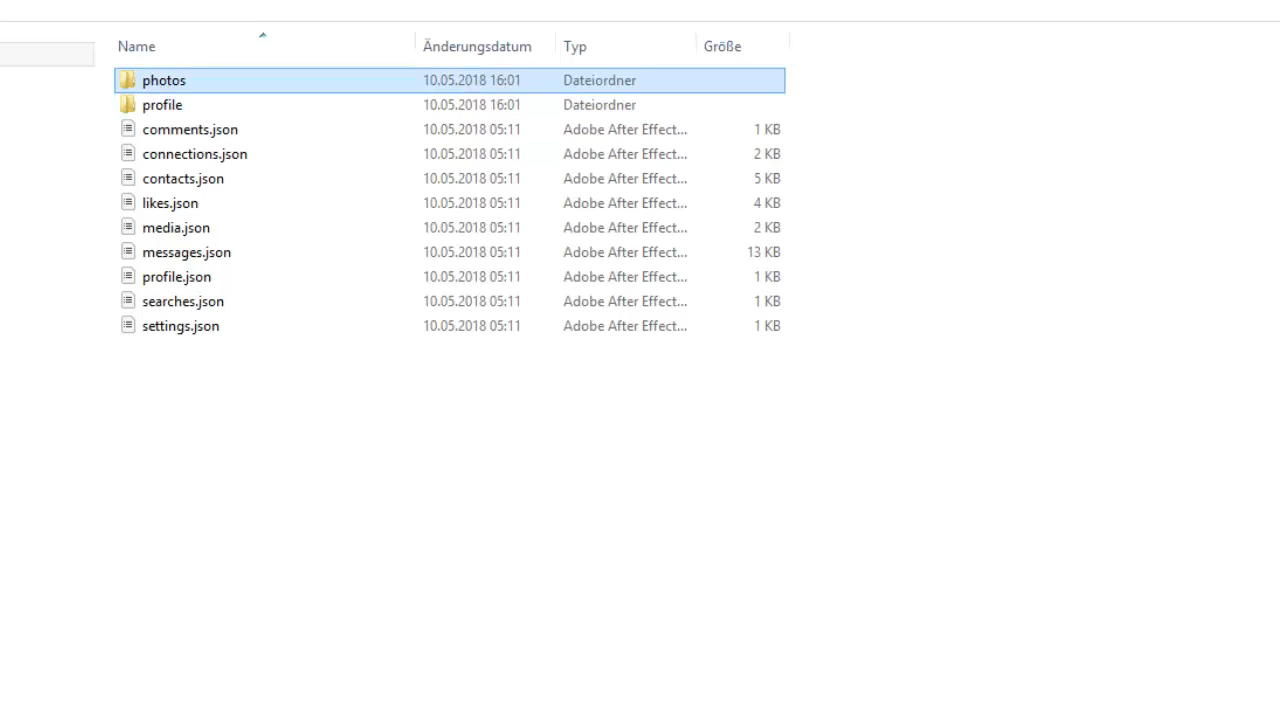 Name Änderungsdatum Typ Größe
photos 10.05.2018 16:01 Dateiordner
profile 10.05.2018 16:01 Dateiordner
comments.json 10.05.2018 05:11 Adobe After Effect... 1 KB
connections.json 10.05.2018 05:11 Adobe After Effect... 2 KB
contacts.json 10.05.2018 05:11 Adobe After Effect... 5 KB
likes.json 10.05.2018 05:11 Adobe After Effect... 4 KB
media.json 10.05.2018 05:11 Adobe After Effect... 2 KB
messages.json 10.05.2018 05:11 Adobe After Effect... 13 KB
profile.json 10.05.2018 05:11 Adobe After Effect... 1 KB
searches.json 10.05.2018 05:11 Adobe After Effect... 1 KB
settings.json 10.05.2018 05:11 Adobe After Effect... 1 KB